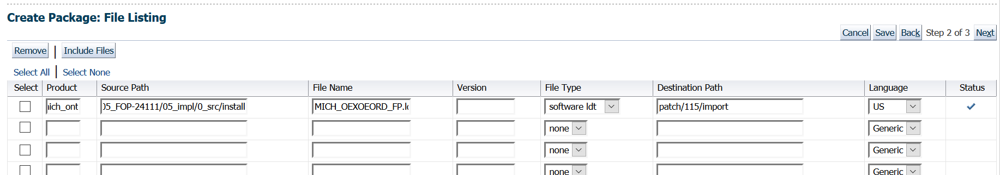 Create Package: File Listing
Cancel Save Back Step 2 of 3 Next
Remove | Include Files
Select All | Select None
Select Product Source Path File Name Version File Type Destination Path Language Status
ich_ont 05_FOP-24111/05_impl/0_src/install MICH_OEXOEORD_FP.l software ldt patch/115/import US
none Generic
none Generic
none Generic